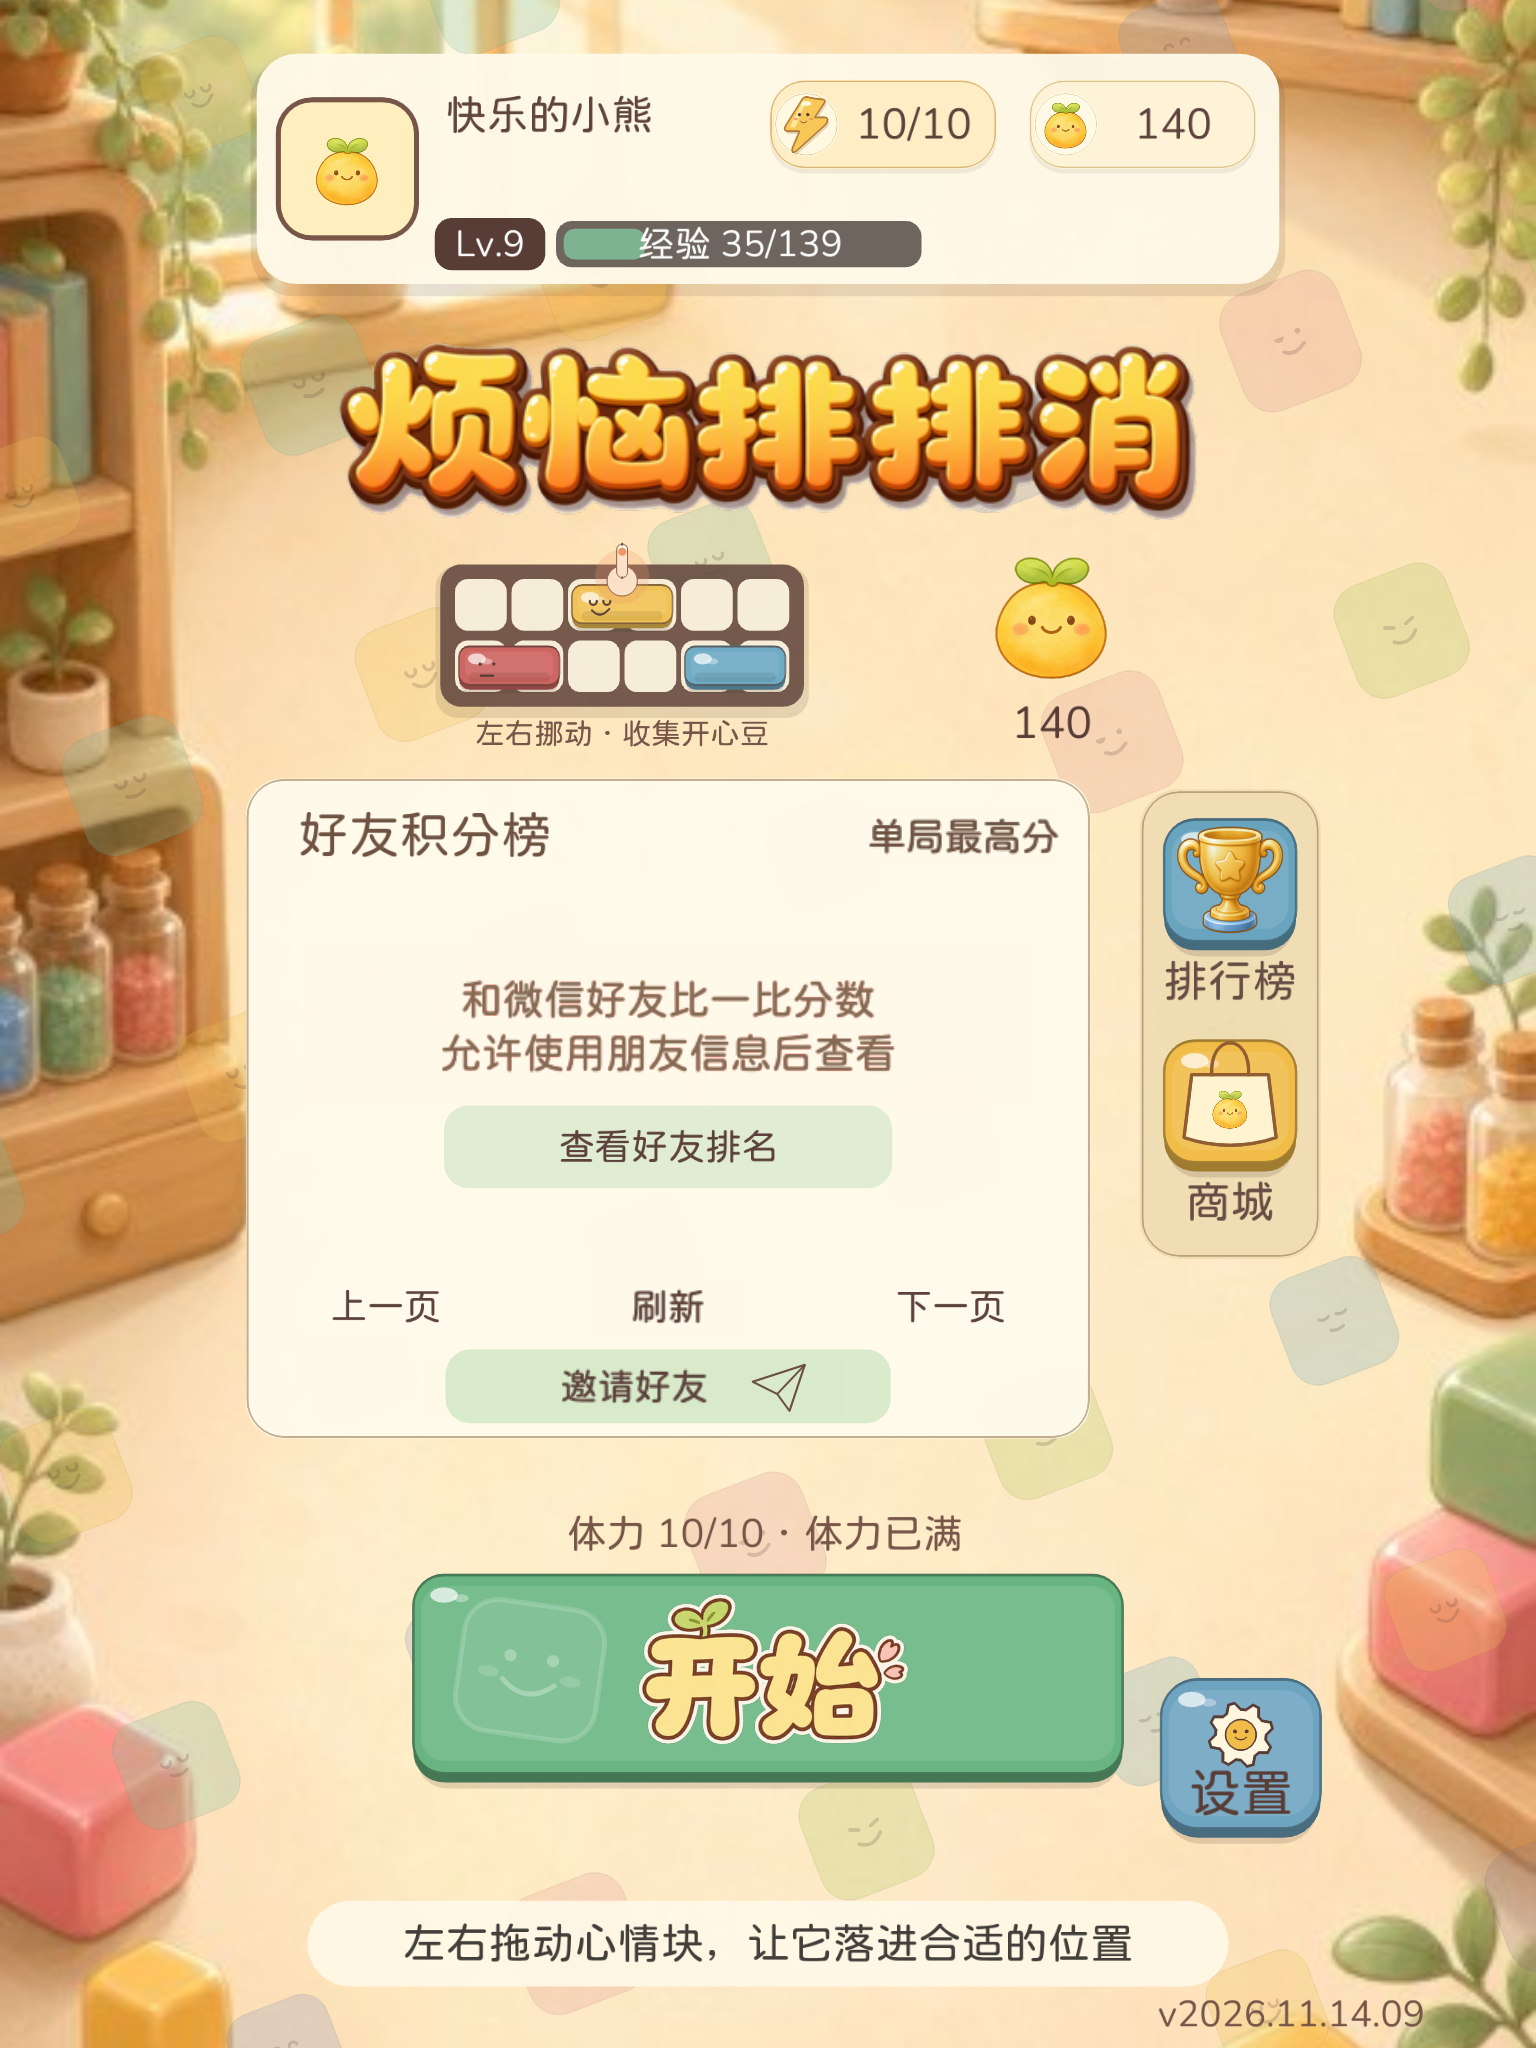 快乐的小熊
10/10
140
Lv.9
经验 35/139
烦恼排排消
左右挪动 · 收集开心豆
140
好友积分榜
单局最高分
和微信好友比一比分数
允许使用朋友信息后查看
查看好友排名
上一页
刷新
下一页
邀请好友
排行榜
商城
体力 10/10 · 体力已满
开始
设置
左右拖动心情块，让它落进合适的位置
v2026.11.14.09